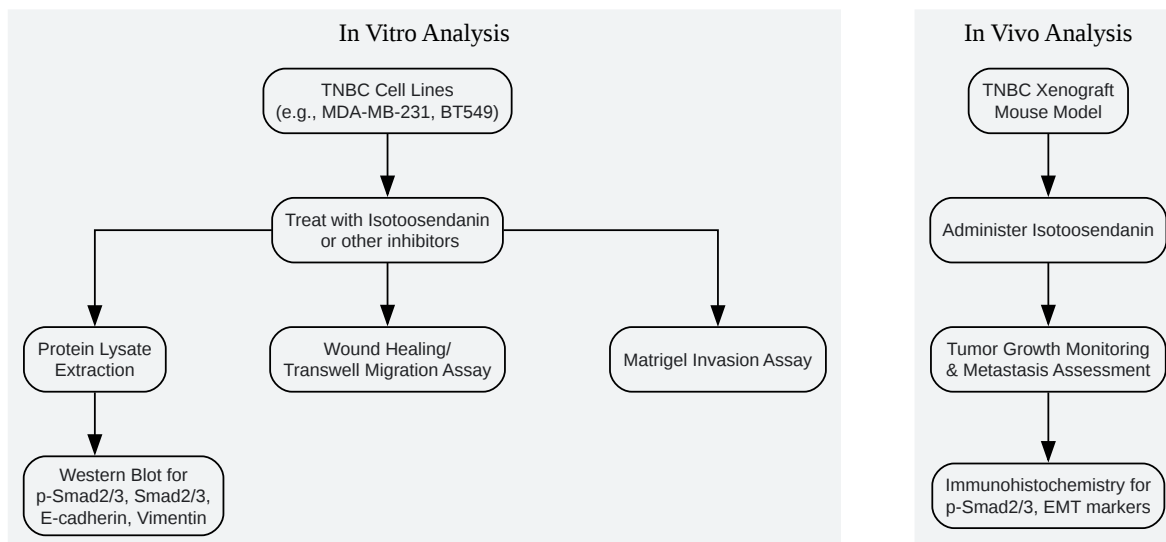 In Vitro Analysis
TNBC Cell Lines
(e.g., MDA-MB-231, BT549)
Treat with Isotoosendanin
or other inhibitors
Protein Lysate
Extraction
Wound Healing/
Transwell Migration Assay
Matrigel Invasion Assay
Western Blot for
p-Smad2/3, Smad2/3,
E-cadherin, Vimentin
In Vivo Analysis
TNBC Xenograft
Mouse Model
Administer Isotoosendanin
Tumor Growth Monitoring
& Metastasis Assessment
Immunohistochemistry for
p-Smad2/3, EMT markers